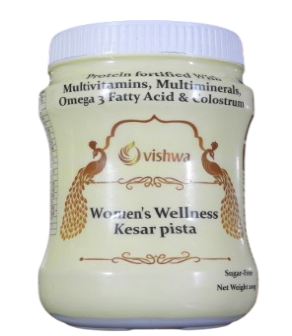 Protein fortified With
Multivitamins, Multiminerals,
Omega 3 Fatty Acid & Colostrum
vishwa
Women's Wellness
Kesar pista
Sugar-Free
Net Weight